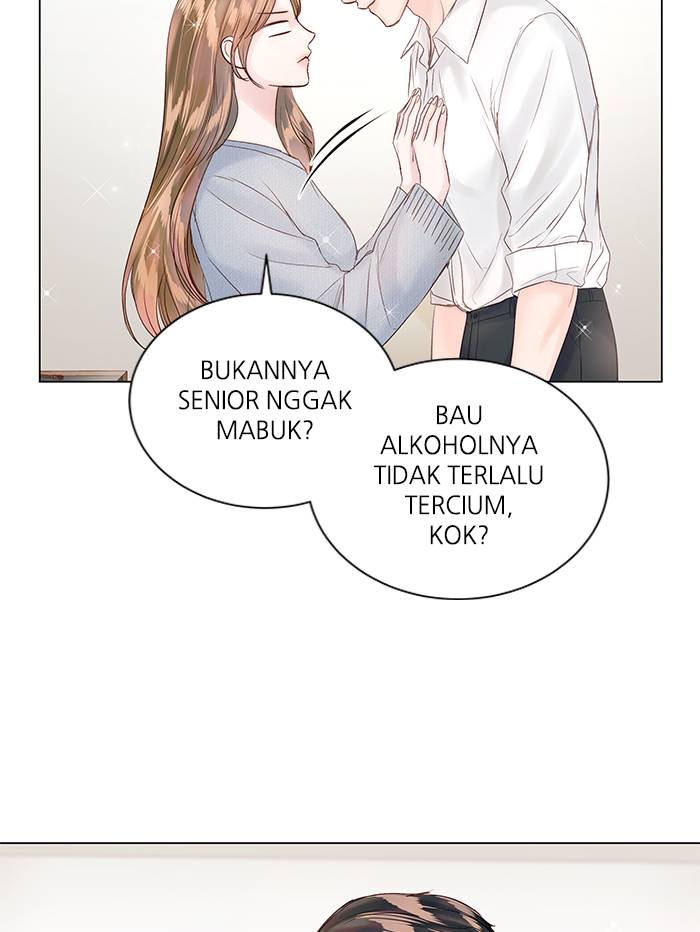 BUKANNYA
SENIOR NGGAK
MABUK?
BAU
ALKOHOLNYA
TIDAK TERLALU
TERCIUM,
KOK?